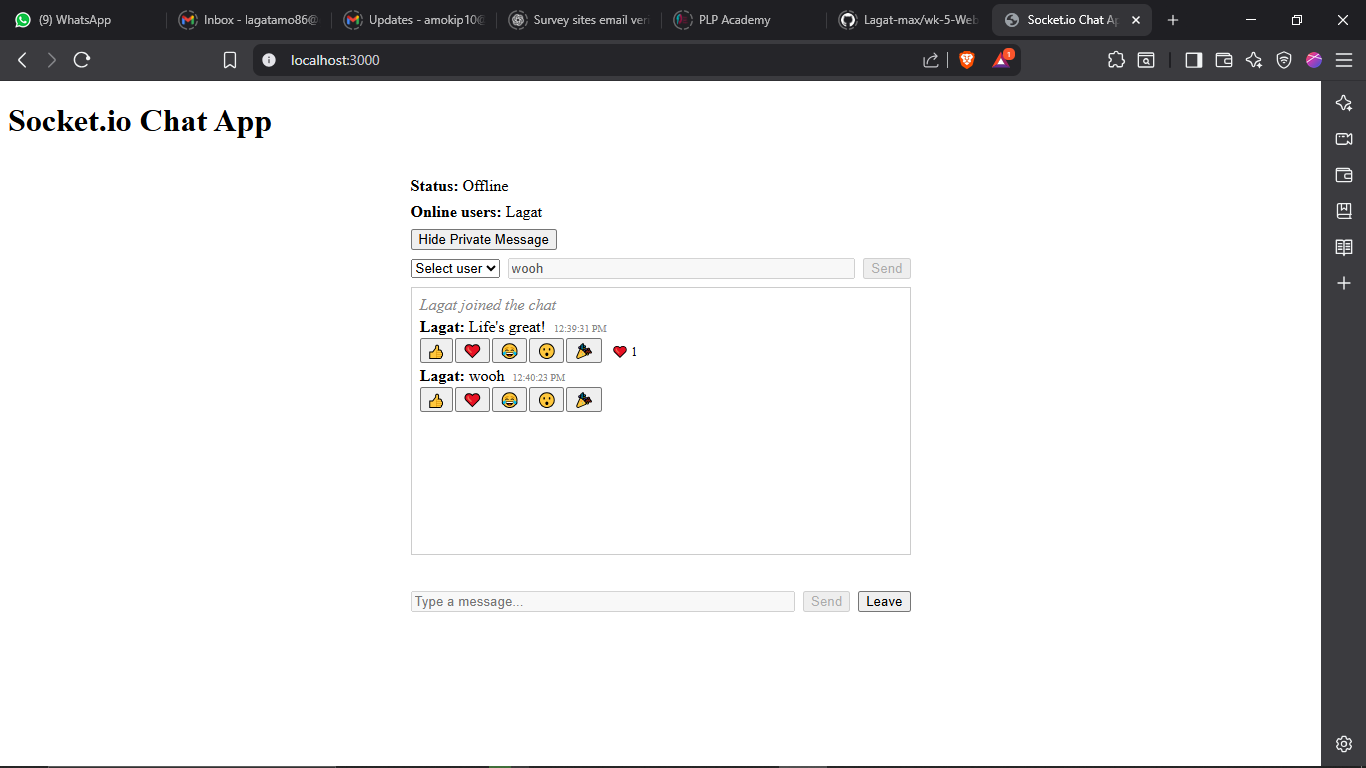 (9) WhatsApp
Inbox - lagatamo86@
Updates - amokip10@
Survey sites email veri
PLP Academy
Lagat-max/wk-5-Web
Socket.io Chat Ap
localhost:3000
1
Socket.io Chat App
Status: Offline
Online users: Lagat
Hide Private Message
Select user wooh Send
Lagat joined the chat
Lagat: Life's great! 12:39:31 PM
👍 ❤️ 😂 😮 🎉 ❤️ 1
Lagat: wooh 12:40:23 PM
👍 ❤️ 😂 😮 🎉
Type a message... Send Leave